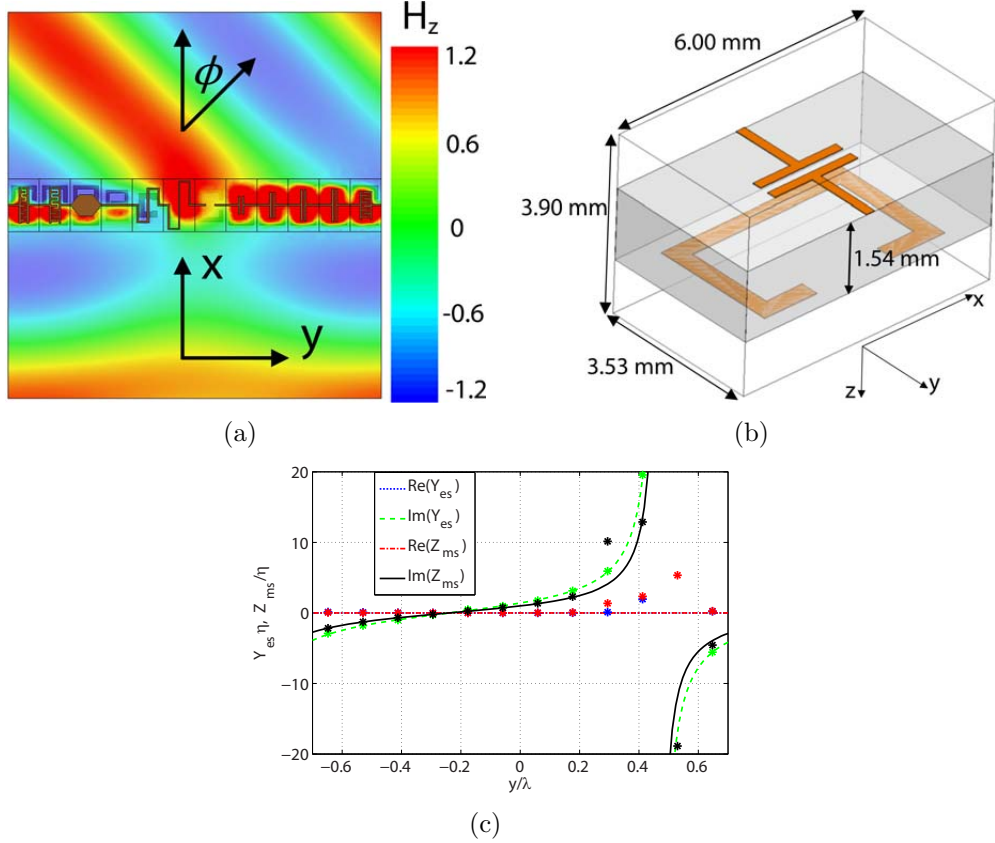 H_z
ϕ
1.2
0.6
0
-0.6
-1.2
x
y
(a)
6.00 mm
3.90 mm
1.54 mm
3.53 mm
x
y
z
(b)
20
10
0
−10
−20
Y_es η, Z_ms/η
Re(Y_es)
Im(Y_es)
Re(Z_ms)
Im(Z_ms)
−0.6 −0.4 −0.2 0 0.2 0.4 0.6
y/λ
(c)